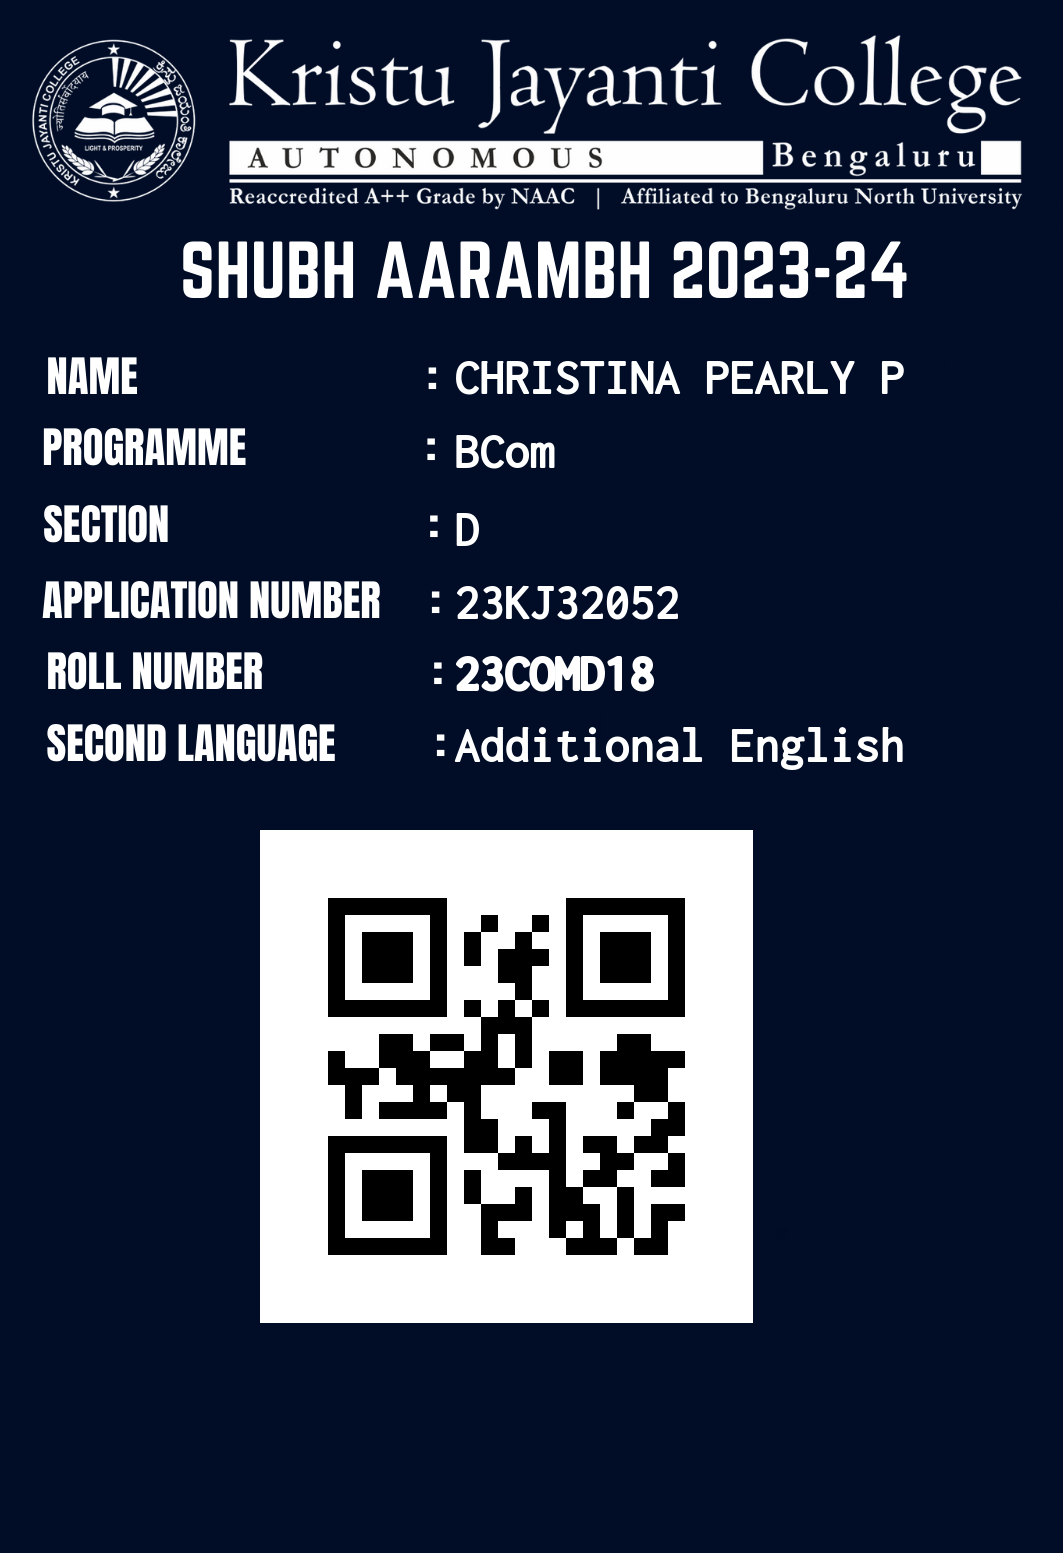 Kristu Jayanti College
AUTONOMOUS Bengaluru
Reaccredited A++ Grade by NAAC | Affiliated to Bengaluru North University
KRISTU JAYANTI COLLEGE
ಕ್ರಿಸ್ತು ಜಯಂತಿ ಕಾಲೇಜು
LIGHT & PROSPERITY
SHUBH AARAMBH 2023-24
NAME : CHRISTINA PEARLY P
PROGRAMME : BCom
SECTION : D
APPLICATION NUMBER : 23KJ32052
ROLL NUMBER : 23COMD18
SECOND LANGUAGE : Additional English